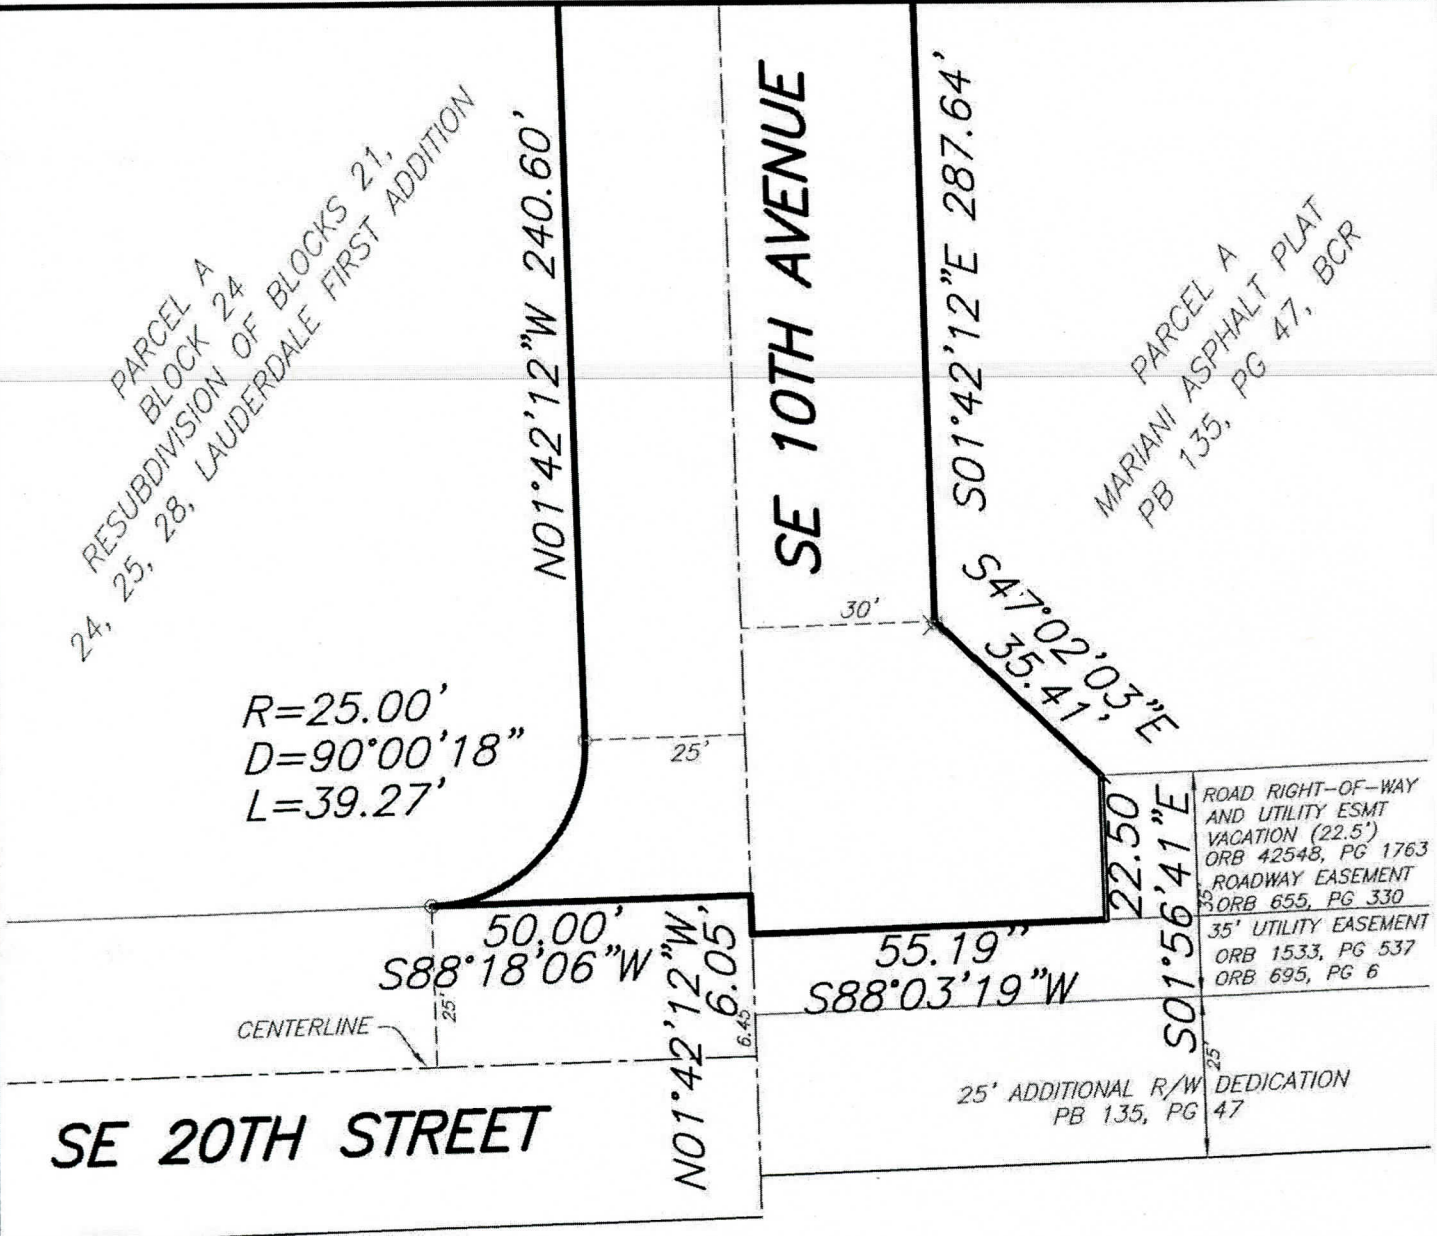 PARCEL A
BLOCK 24
RESUBDIVISION OF BLOCKS 21,
24, 25, 28, LAUDERDALE FIRST ADDITION
N01°42'12"W 240.60'
SE 10TH AVENUE
S01°42'12"E 287.64'
PARCEL A
MARIANI ASPHALT PLAT
PB 135, PG 47, BCR
30'
S47°02'03"E
35.41'
R=25.00'
D=90°00'18"
L=39.27'
25'
22.50'
S01°56'41"E
ROAD RIGHT-OF-WAY
AND UTILITY ESMT
VACATION (22.5')
ORB 42548, PG 1763
ROADWAY EASEMENT
ORB 655, PG 330
35'
35' UTILITY EASEMENT
ORB 1533, PG 537
ORB 695, PG 6
50.00'
S88°18'06"W
N01°42'12"W
6.05'
55.19"
S88°03'19"W
25'
6.45'
CENTERLINE
25'
25' ADDITIONAL R/W DEDICATION
PB 135, PG 47
SE 20TH STREET